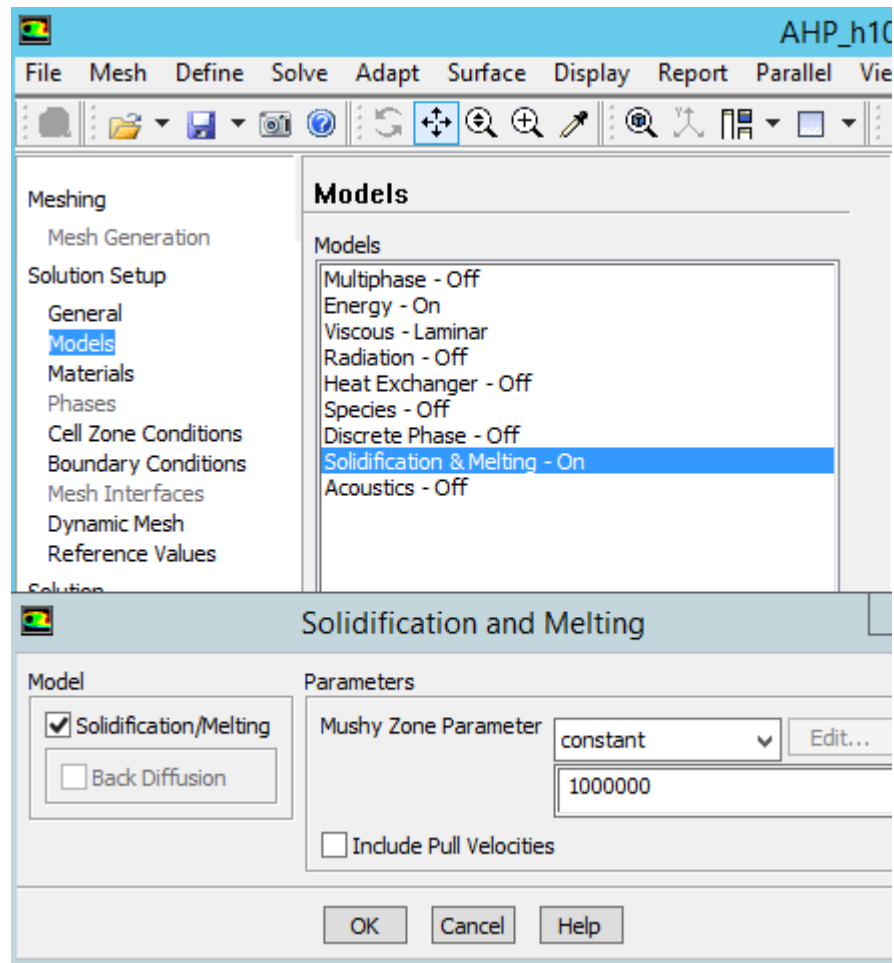 AHP_h10
File Mesh Define Solve Adapt Surface Display Report Parallel Vie
Meshing
Mesh Generation
Solution Setup
General
Models
Materials
Phases
Cell Zone Conditions
Boundary Conditions
Mesh Interfaces
Dynamic Mesh
Reference Values
Solution
Models
Models
Multiphase - Off
Energy - On
Viscous - Laminar
Radiation - Off
Heat Exchanger - Off
Species - Off
Discrete Phase - Off
Solidification & Melting - On
Acoustics - Off
Solidification and Melting
Model
Solidification/Melting
Back Diffusion
Parameters
Mushy Zone Parameter
constant
Edit...
1000000
Include Pull Velocities
OK Cancel Help